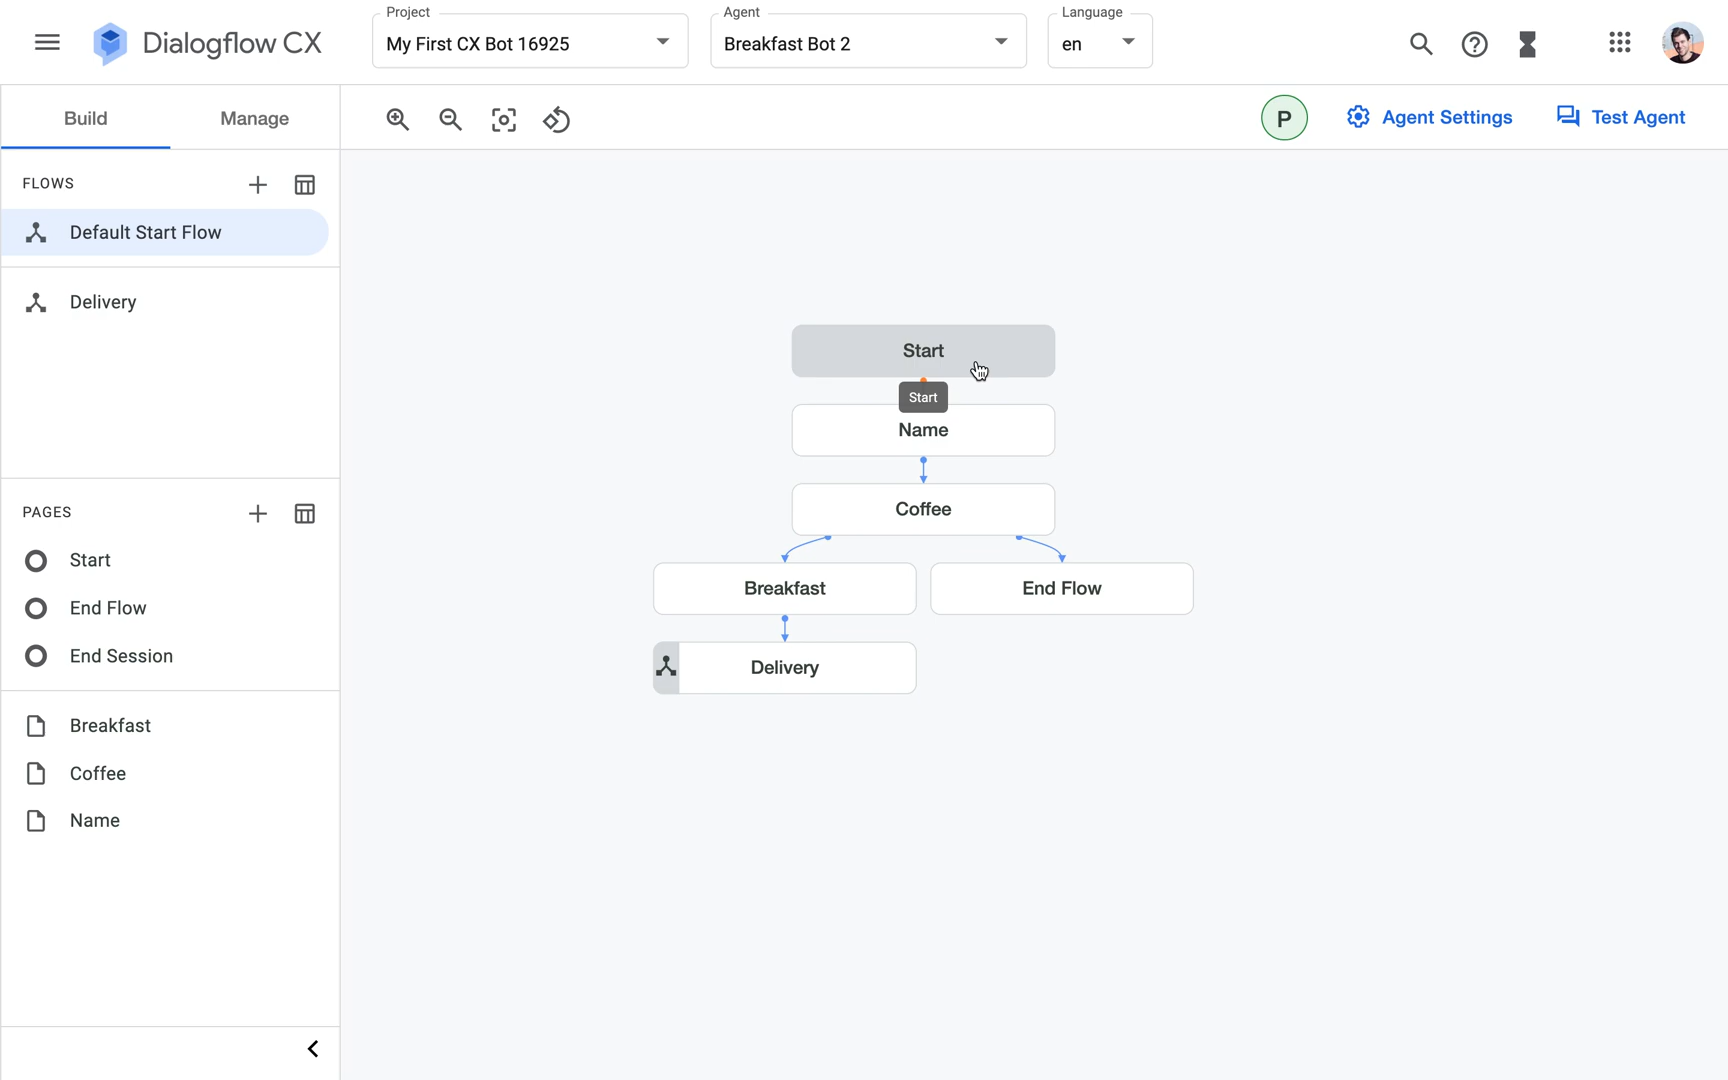 Project
Agent
Language
Dialogflow CX
My First CX Bot 16925
Breakfast Bot 2
en
Build
Manage
P
Agent Settings
Test Agent
FLOWS
Default Start Flow
Delivery
PAGES
Start
End Flow
End Session
Breakfast
Coffee
Name
Start
Start
Name
Coffee
Breakfast
End Flow
Delivery